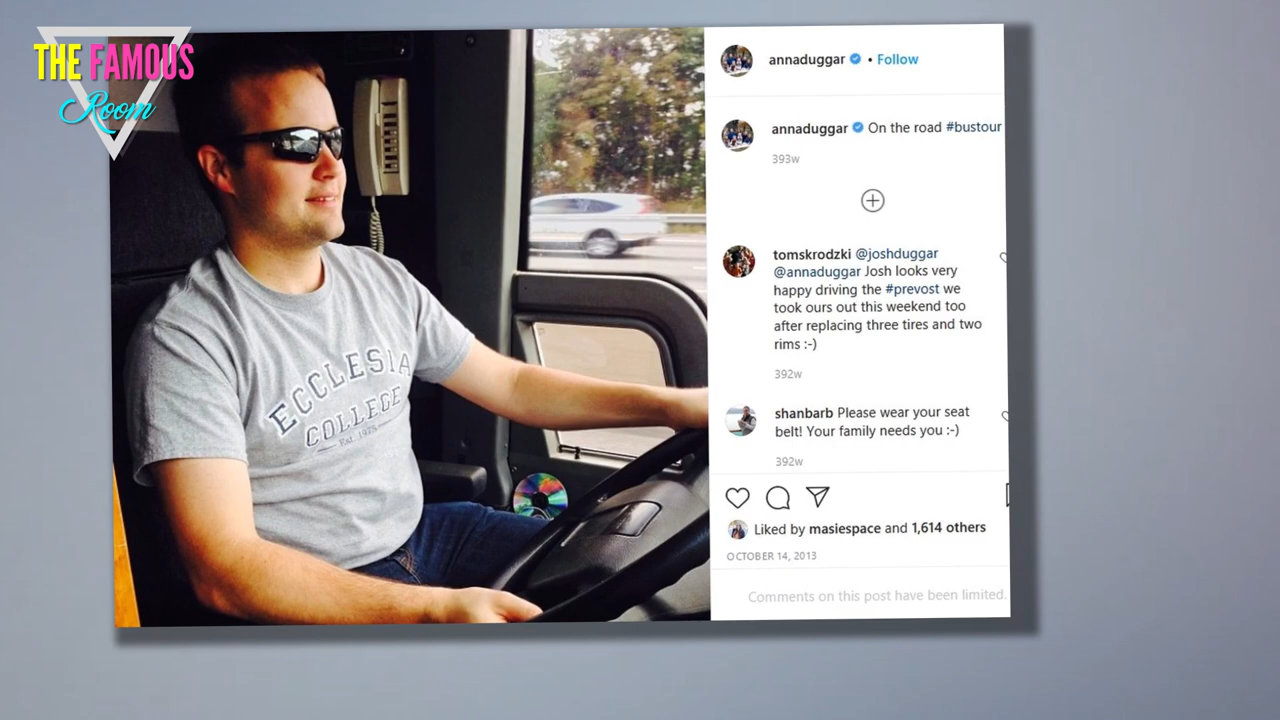 THE FAMOUS
Room
annaduggar • Follow
annaduggar On the road #bustour
393w
tomskrodzki @joshduggar
@annaduggar Josh looks very
happy driving the #prevost we
took ours out this weekend too
after replacing three tires and two
rims :-)
392w
shanbarb Please wear your seat
belt! Your family needs you :-)
392w
Liked by masiespace and 1,614 others
OCTOBER 14, 2013
Comments on this post have been limited.
ECCLESIA
COLLEGE
Est. 1975